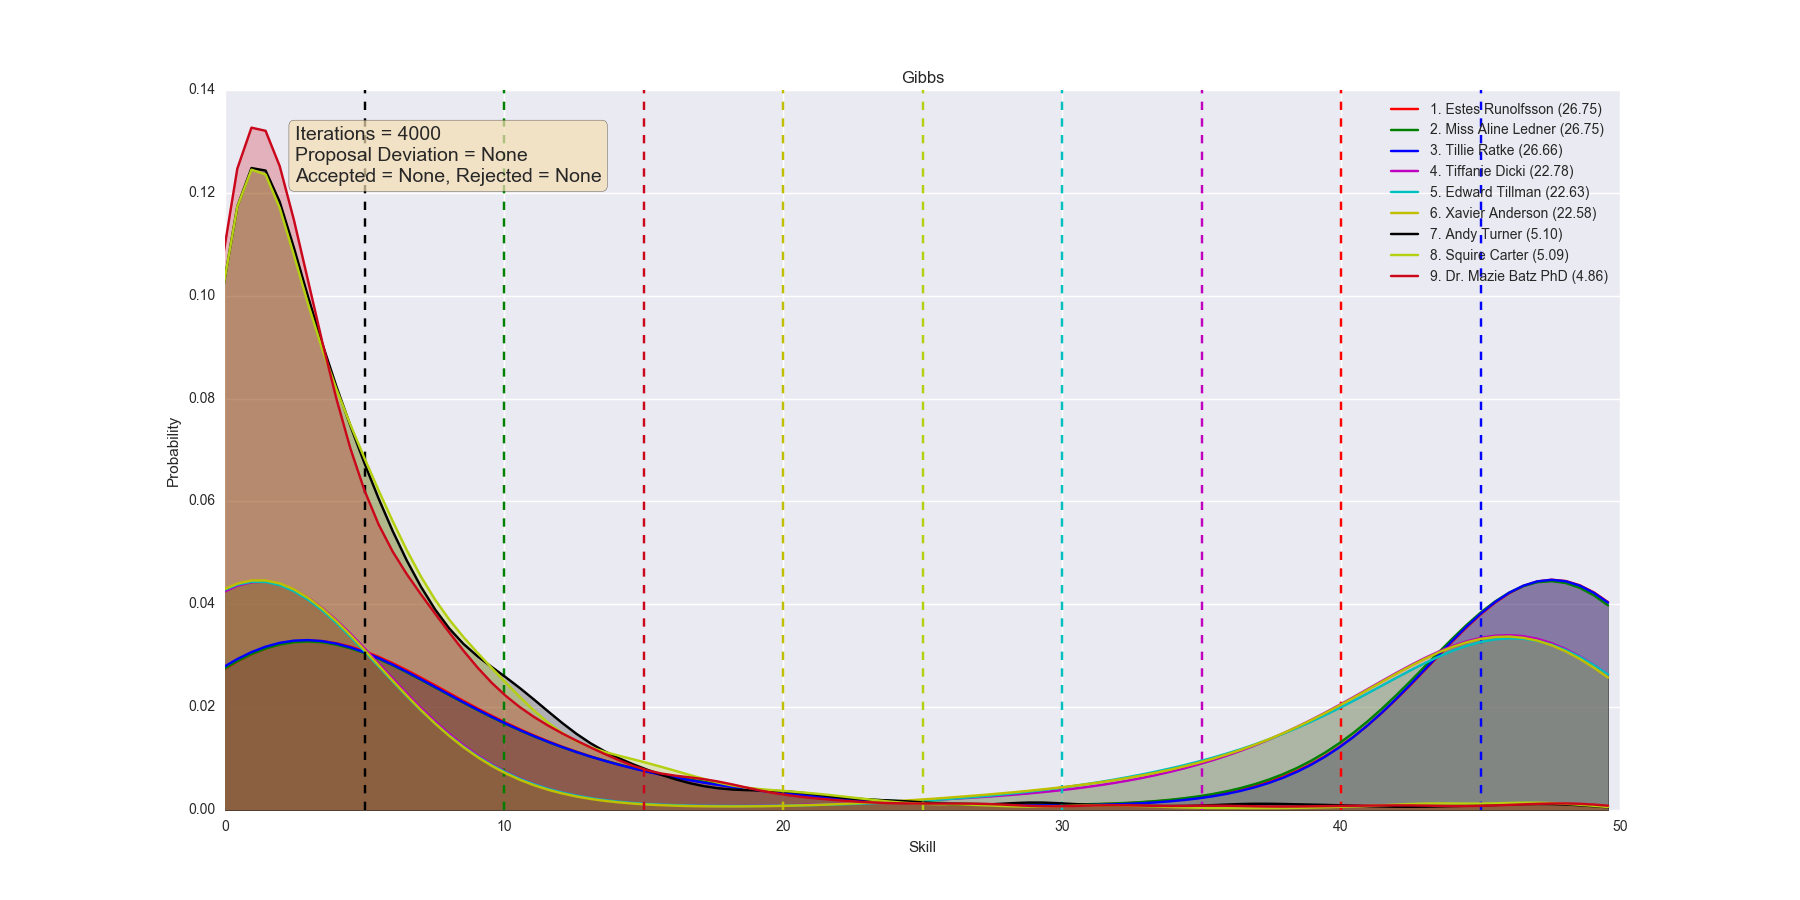 Gibbs
0.14
0.12
0.10
0.08
0.06
0.04
0.02
0.00
Probability
Iterations = 4000
Proposal Deviation = None
Accepted = None, Rejected = None
1. Estes Runolfsson (26.75)
2. Miss Aline Ledner (26.75)
3. Tillie Ratke (26.66)
4. Tiffanie Dicki (22.78)
5. Edward Tillman (22.63)
6. Xavier Anderson (22.58)
7. Andy Turner (5.10)
8. Squire Carter (5.09)
9. Dr. Mazie Batz PhD (4.86)
0 10 20 30 40 50
Skill